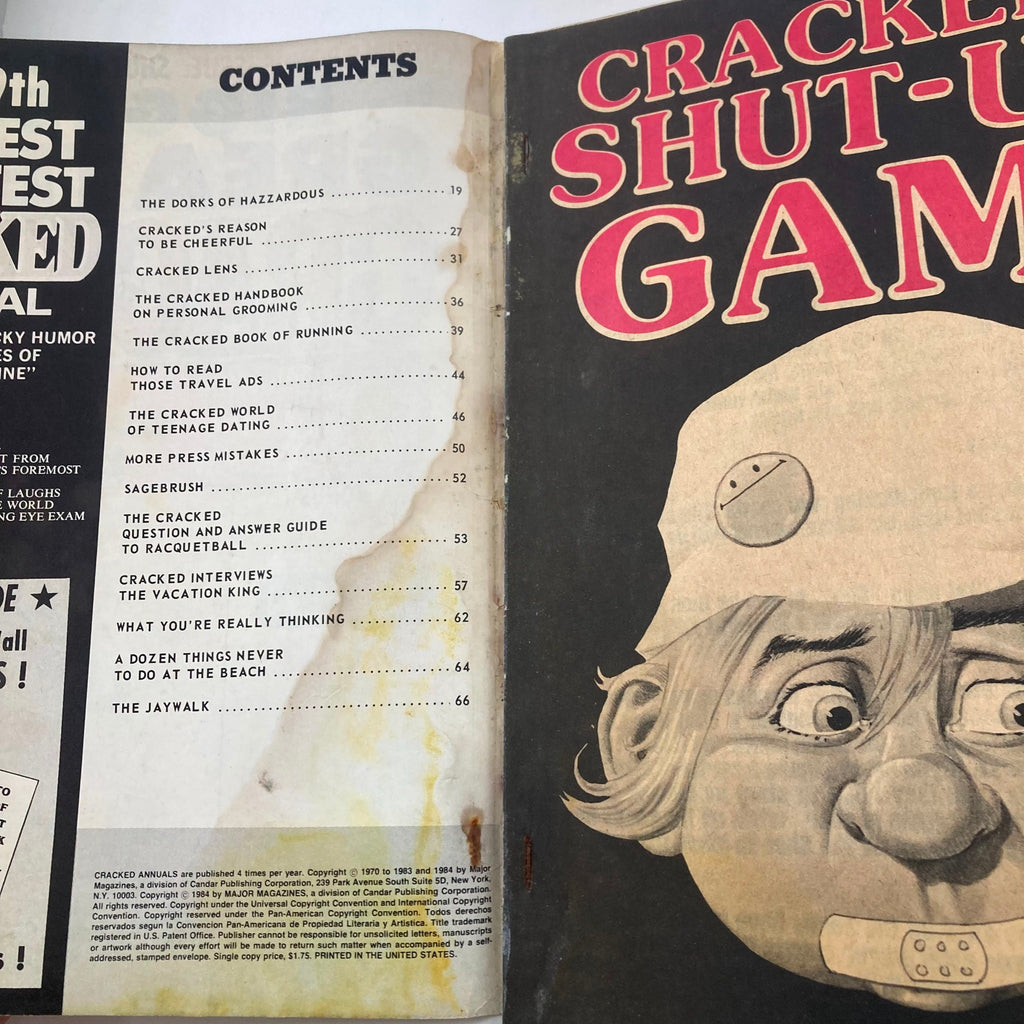 9th
EST
TEST
KED
AL
CKY HUMOR
ES OF
INE"
T FROM
'S FOREMOST
F LAUGHS
E WORLD
NG EYE EXAM
DE ★
all
S !
TO
OF
T
K
s !
CONTENTS
THE DORKS OF HAZZARDOUS .................... 19
CRACKED'S REASON
TO BE CHEERFUL .............................. 27
CRACKED LENS ................................ 31
THE CRACKED HANDBOOK
ON PERSONAL GROOMING ........................ 36
THE CRACKED BOOK OF RUNNING ................ 39
HOW TO READ
THOSE TRAVEL ADS ............................ 44
THE CRACKED WORLD
OF TEENAGE DATING ........................... 46
MORE PRESS MISTAKES ......................... 50
SAGEBRUSH ................................... 52
THE CRACKED
QUESTION AND ANSWER GUIDE
TO RACQUETBALL .............................. 53
CRACKED INTERVIEWS
THE VACATION KING ........................... 57
WHAT YOU'RE REALLY THINKING ................. 62
A DOZEN THINGS NEVER
TO DO AT THE BEACH .......................... 64
THE JAYWALK ................................. 66
CRACKED ANNUALS are published 4 times per year. Copyright © 1970 to 1983 and 1984 by Major
Magazines, a division of Candar Publishing Corporation, 239 Park Avenue South Suite 5D, New York,
N.Y. 10003. Copyright © 1984 by MAJOR MAGAZINES, a division of Candar Publishing Corporation.
All rights reserved. Copyright under the Universal Copyright Convention and International Copyright
Convention. Copyright reserved under the Pan-American Copyright Convention. Todos derechos
reservados segun la Convencion Pan-Americana de Propiedad Literaria y Artistica. Title trademark
registered in U.S. Patent Office. Publisher cannot be responsible for unsolicited letters, manuscripts
or artwork although every effort will be made to return such matter when accompanied by a self-
addressed, stamped envelope. Single copy price, $1.75. PRINTED IN THE UNITED STATES.
CRACKE
SHUT-U
GAM